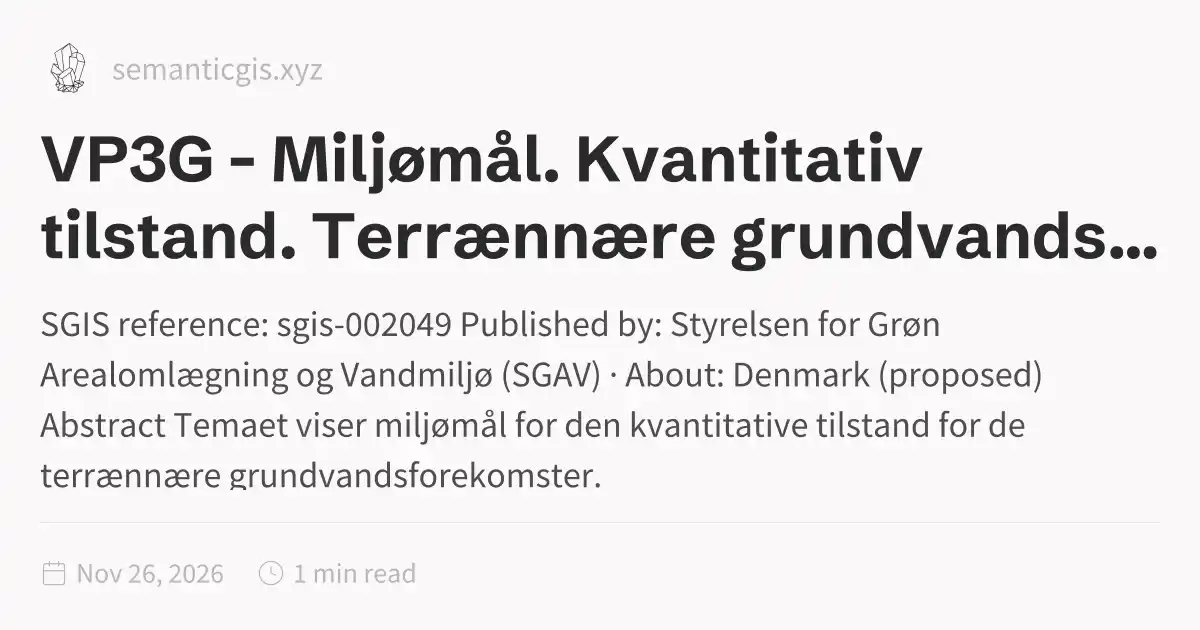 semanticgis.xyz
VP3G - Miljømål. Kvantitativ
tilstand. Terrænnære grundvands...
SGIS reference: sgis-002049 Published by: Styrelsen for Grøn
Arealomlægning og Vandmiljø (SGAV) · About: Denmark (proposed)
Abstract Temaet viser miljømål for den kvantitative tilstand for de
terrænnære grundvandsforekomster.
Nov 26, 2026 1 min read